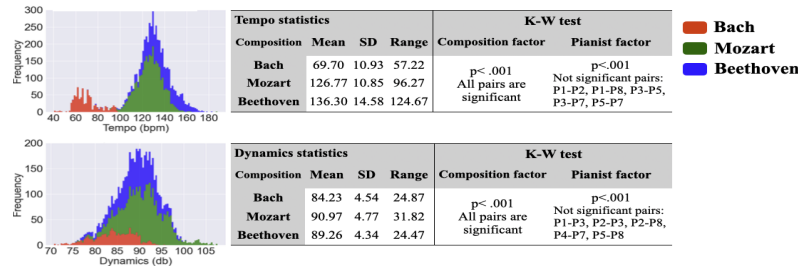 300
250
200
150
100
50
0
Frequency
40 60 80 100 120 140 160 180
Tempo (bpm)
Tempo statistics
K-W test
Composition Mean SD Range Composition factor Pianist factor
Bach 69.70 10.93 57.22
Mozart 126.77 10.85 96.27
Beethoven 136.30 14.58 124.67
p< .001
All pairs are
significant
p<.001
Not significant pairs:
P1-P2, P1-P8, P3-P5,
P3-P7, P5-P7
Bach
Mozart
Beethoven
200
150
100
50
0
Frequency
70 75 80 85 90 95 100 105
Dynamics (db)
Dynamics statistics
K-W test
Composition Mean SD Range Composition factor Pianist factor
Bach 84.23 4.54 24.87
Mozart 90.97 4.77 31.82
Beethoven 89.26 4.34 24.47
p< .001
All pairs are
significant
p<.001
Not significant pairs:
P1-P3, P2-P3, P2-P8,
P4-P7, P5-P8